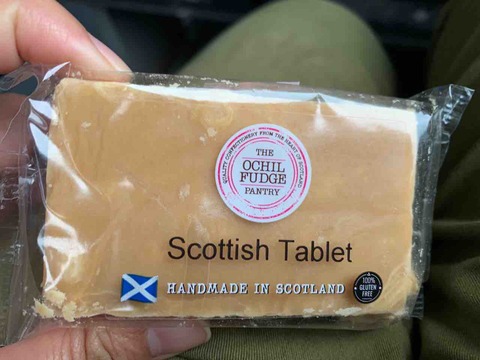 QUALITY CONFECTIONERY FROM THE HEART OF SCOTLAND
THE
OCHIL
FUDGE
PANTRY
Scottish Tablet
HANDMADE IN SCOTLAND
100%
GLUTEN
FREE